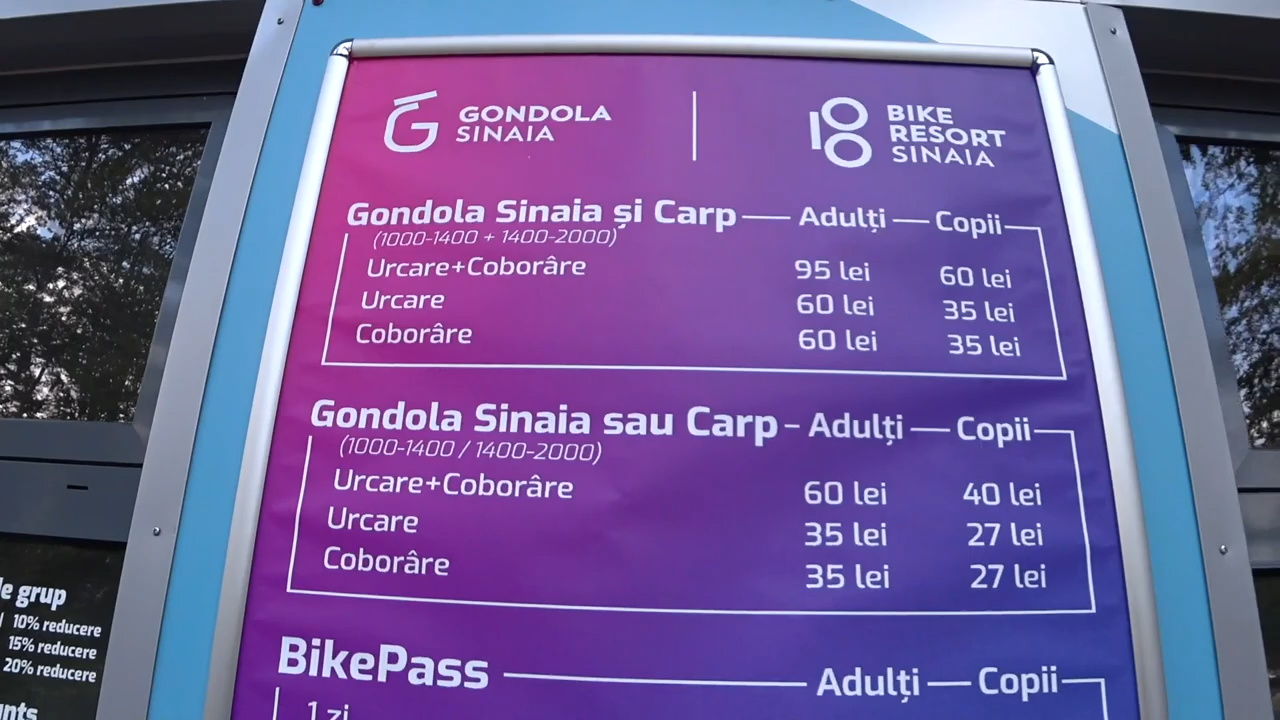 GONDOLA
SINAIA
BIKE
RESORT
SINAIA
Gondola Sinaia și Carp Adulți Copii
(1000-1400 + 1400-2000)
Urcare+Coborâre 95 lei 60 lei
Urcare 60 lei 35 lei
Coborâre 60 lei 35 lei
Gondola Sinaia sau Carp - Adulți Copii
(1000-1400 / 1400-2000)
Urcare+Coborâre 60 lei 40 lei
Urcare 35 lei 27 lei
Coborâre 35 lei 27 lei
BikePass Adulți Copii
1 zi
grup
10% reducere
15% reducere
20% reducere